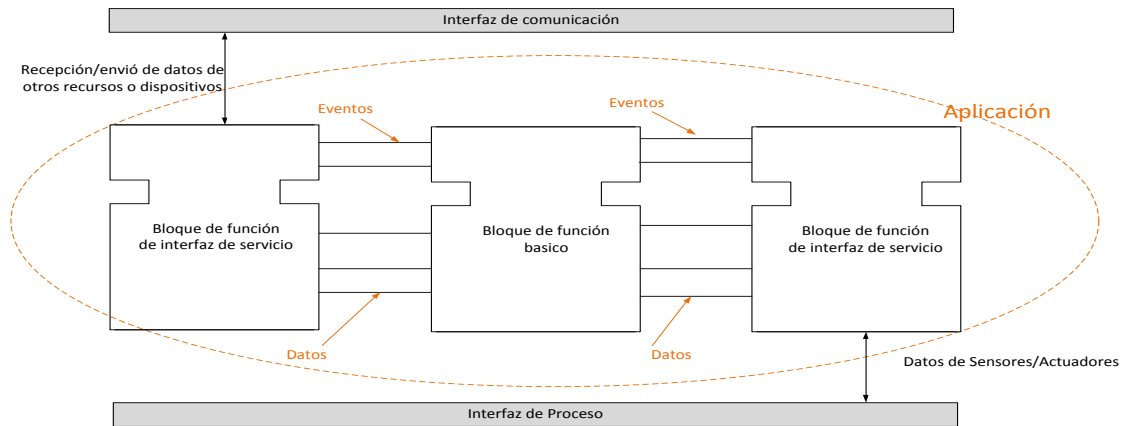 Interfaz de comunicación
Recepción/envió de datos de
otros recursos o dispositivos
Eventos
Eventos
Aplicación
Bloque de función
de interfaz de servicio
Bloque de función
basico
Bloque de función
de interfaz de servicio
Datos
Datos
Datos de Sensores/Actuadores
Interfaz de Proceso